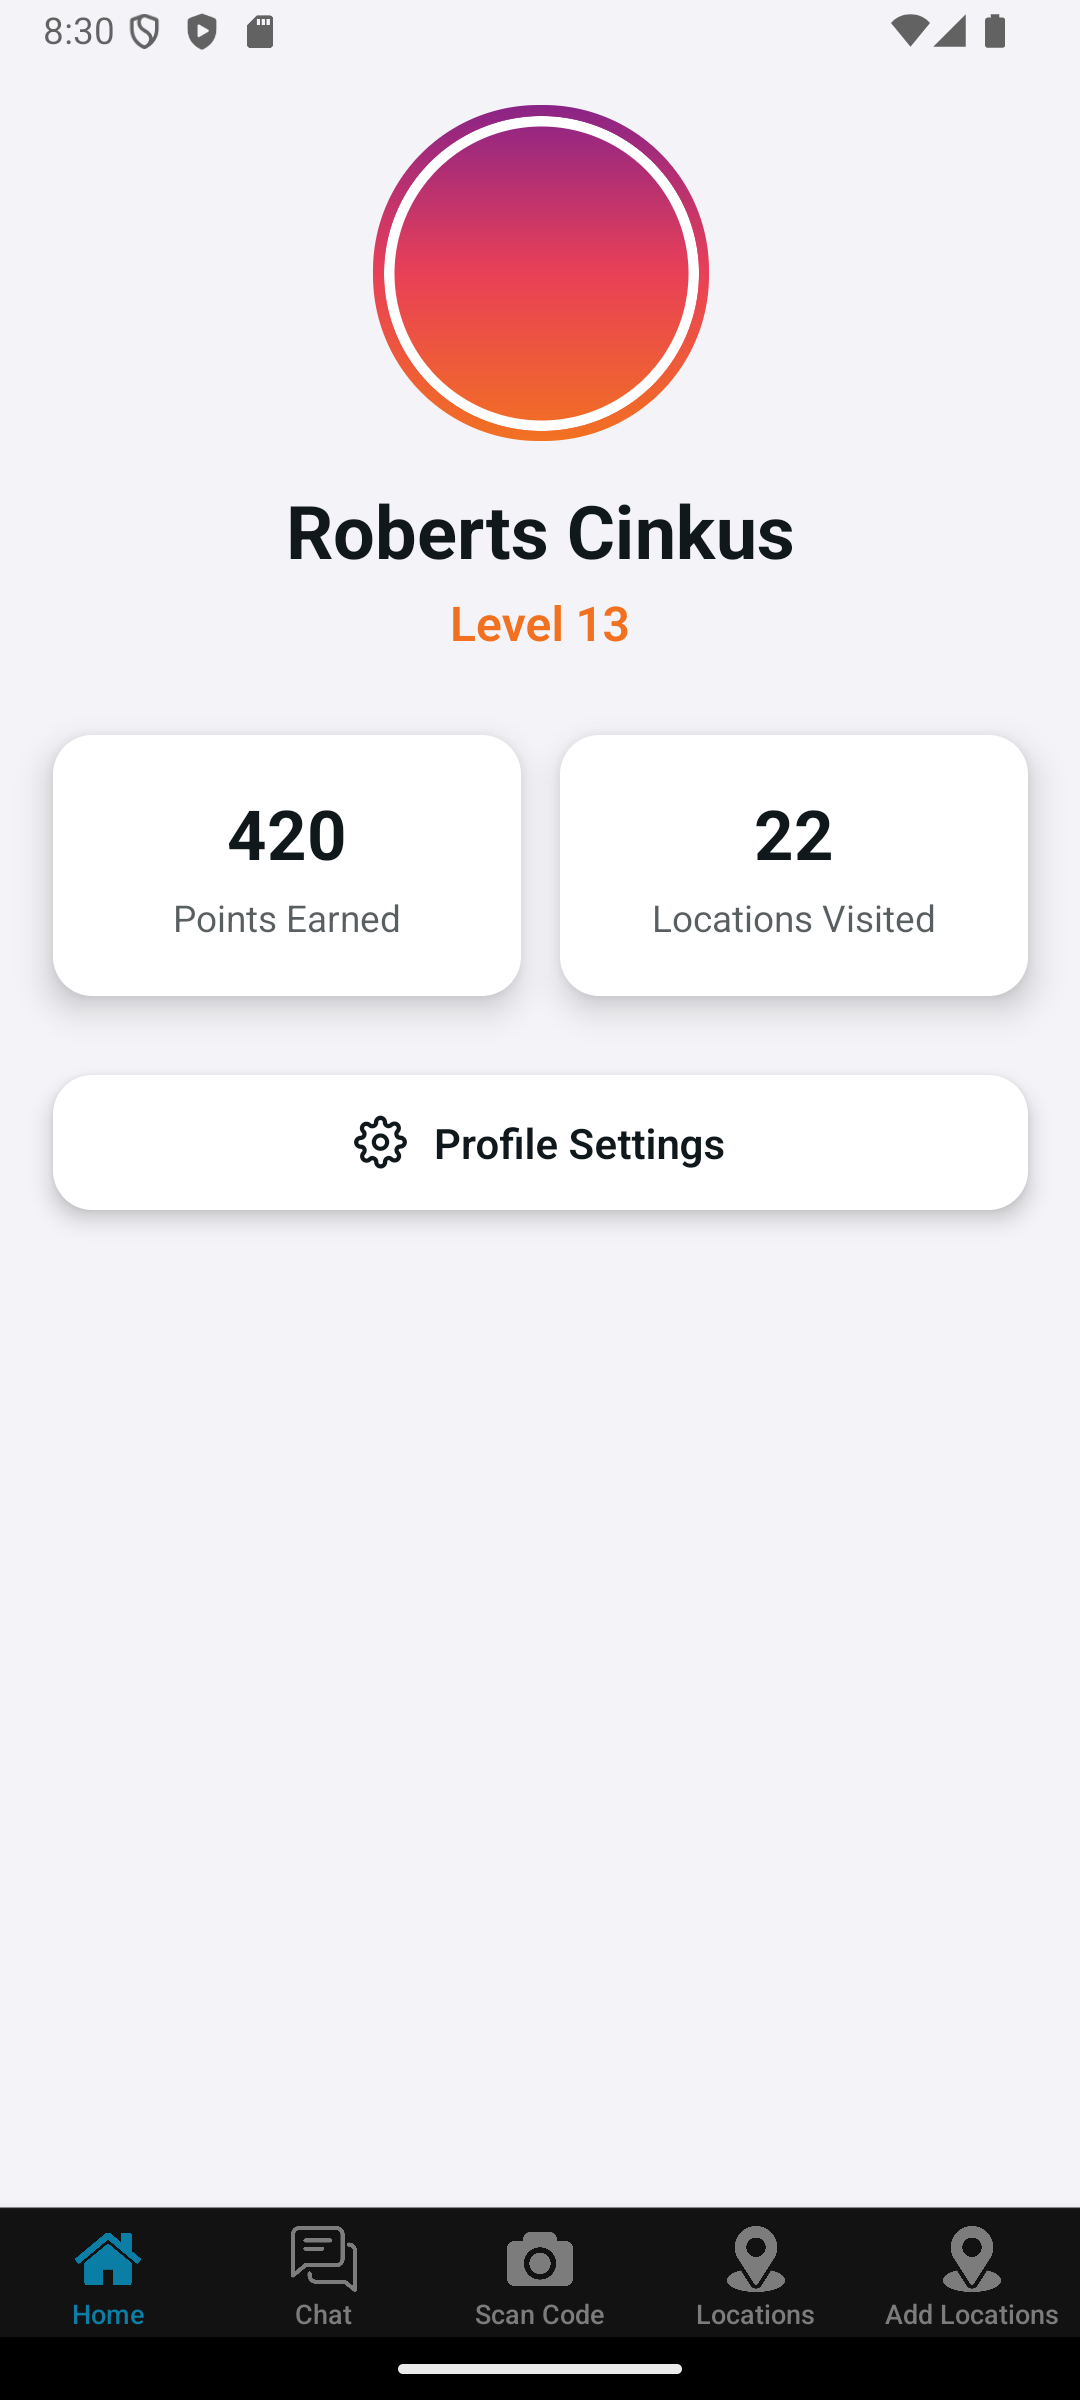 8:30
Roberts Cinkus
Level 13
420
Points Earned
22
Locations Visited
Profile Settings
Home
Chat
Scan Code
Locations
Add Locations